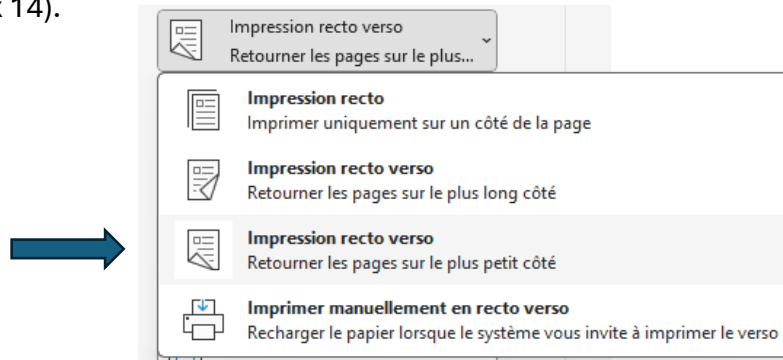 14).
Impression recto verso
Retourner les pages sur le plus...
Impression recto
Imprimer uniquement sur un côté de la page
Impression recto verso
Retourner les pages sur le plus long côté
Impression recto verso
Retourner les pages sur le plus petit côté
Imprimer manuellement en recto verso
Recharger le papier lorsque le système vous invite à imprimer le verso